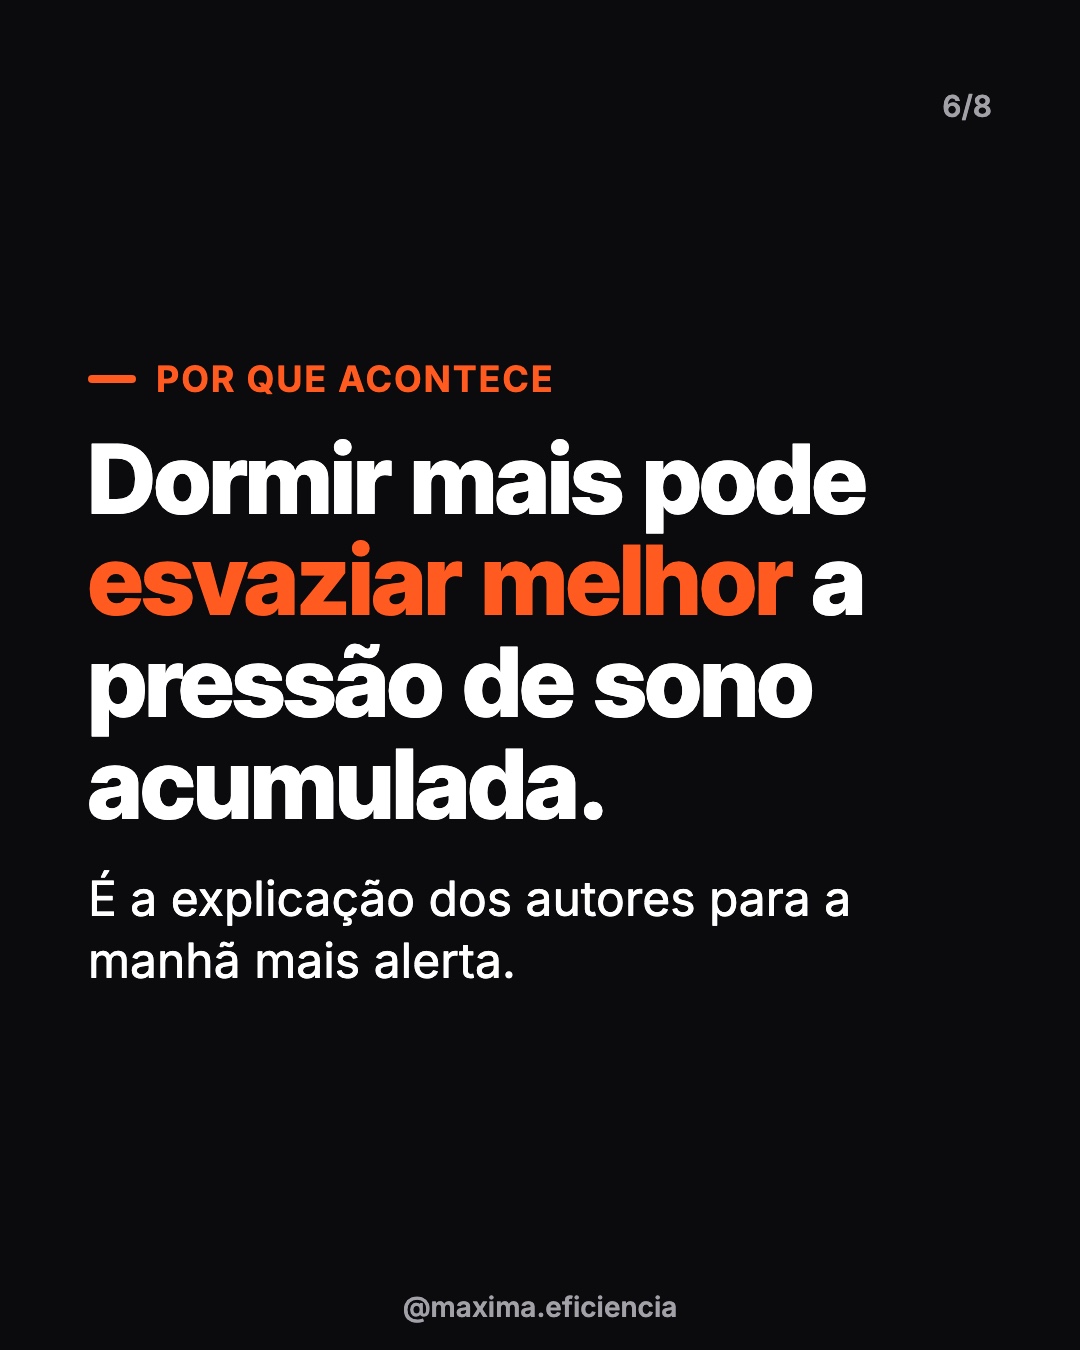 6/8
POR QUE ACONTECE
Dormir mais pode
esvaziar melhor a
pressão de sono
acumulada.
É a explicação dos autores para a
manhã mais alerta.
@maxima.eficiencia